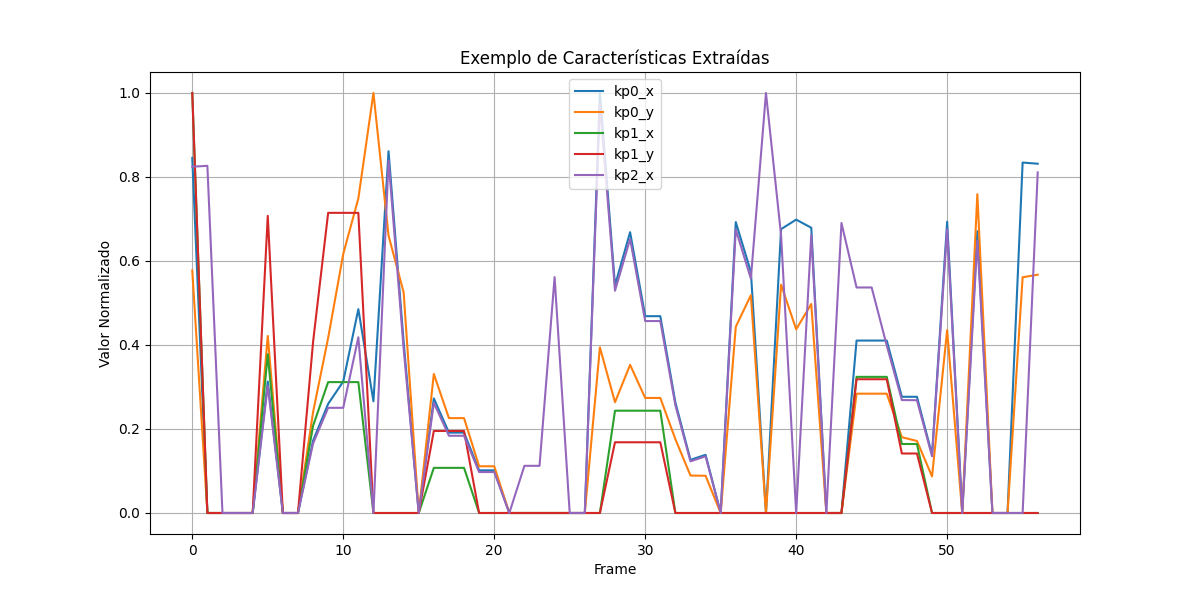 Exemplo de Características Extraídas
kp0_x
kp0_y
kp1_x
kp1_y
kp2_x
Valor Normalizado
1.0
0.8
0.6
0.4
0.2
0.0
0 10 20 30 40 50
Frame